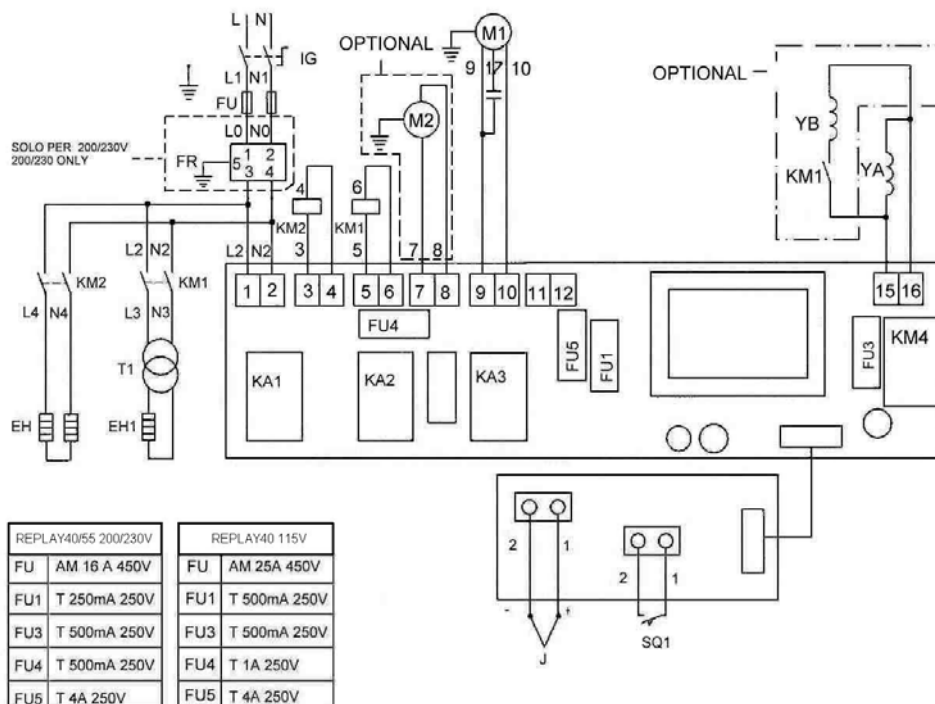 L N
IG
L1 N1
FU
L0 N0
SOLO PER 200/230V
200/230 ONLY
FR
5
1 2
3 4
OPTIONAL
M2
M1
9 17 10
OPTIONAL
YB
KM1
YA
4
KM2
3
6
KM1
5
7 8
L2 N2
L2 N2
KM2
KM1
L4 N4
L3 N3
T1
EH
EH1
1 2 3 4 5 6 7 8 9 10 11 12 15 16
FU4
FU5
FU1
FU3
KM4
KA1
KA2
KA3
2 1
2 1
- +
J
SQ1
REPLAY40/55 200/230V
FU AM 16 A 450V
FU1 T 250mA 250V
FU3 T 500mA 250V
FU4 T 500mA 250V
FU5 T 4A 250V
REPLAY40 115V
FU AM 25A 450V
FU1 T 500mA 250V
FU3 T 500mA 250V
FU4 T 1A 250V
FU5 T 4A 250V